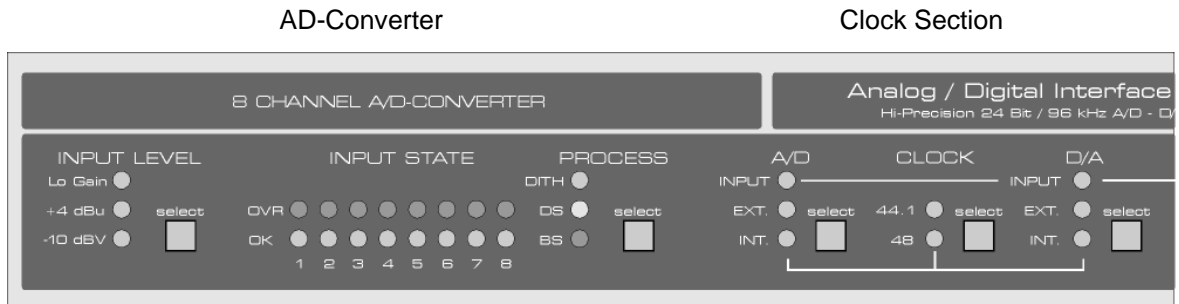 AD-Converter Clock Section
8 CHANNEL A/D-CONVERTER
Analog / Digital Interface
Hi-Precision 24 Bit / 96 kHz A/D - D/
INPUT LEVEL INPUT STATE PROCESS A/D CLOCK D/A
Lo Gain DITH INPUT INPUT
+4 dBu select OVR DS select EXT. select 44.1 select EXT. select
-10 dBV OK BS INT. 48 INT.
1 2 3 4 5 6 7 8